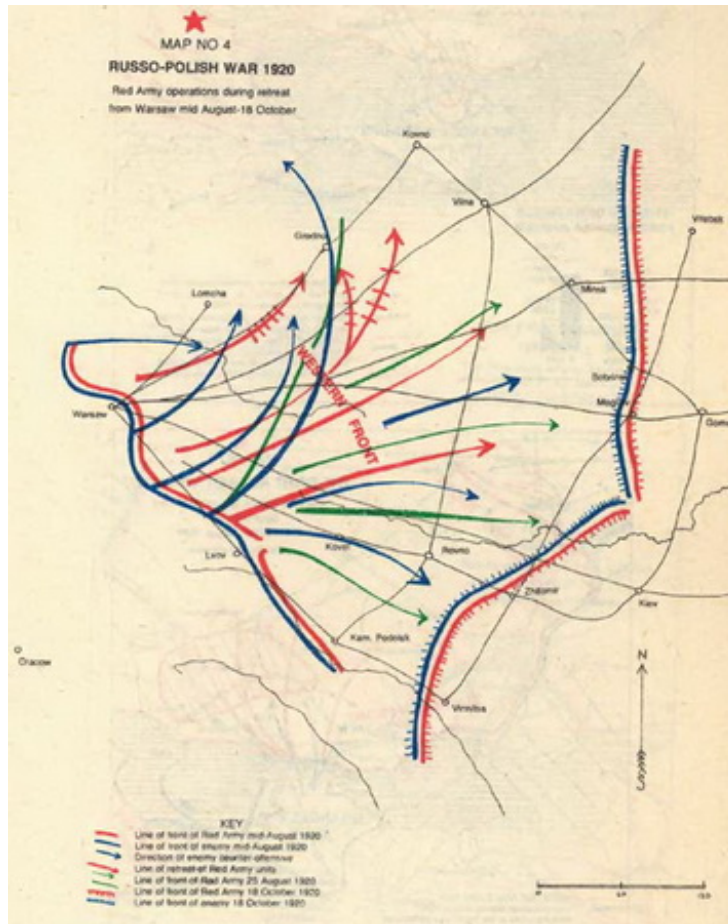 MAP NO 4
RUSSO-POLISH WAR 1920
Red Army operations during retreat
from Warsaw mid August-18 October
Kovno
Vilna
Vitebsk
Grodno
Lomcha
Minsk
WESTERN FRONT
Warsaw
Gom
Lvov
Kovel
Rovno
Zhitomir
Kiev
Kam. Podolsk
Cracow
N
KEY
Line of front of Red Army mid-August 1920
Line of front of enemy mid-August 1920
Direction of enemy counter-offensive
Line of retreat of Red Army units
Line of front of Red Army 25 August 1920
Line of front of Red Army 18 October 1920
Line of front of enemy 18 October 1920